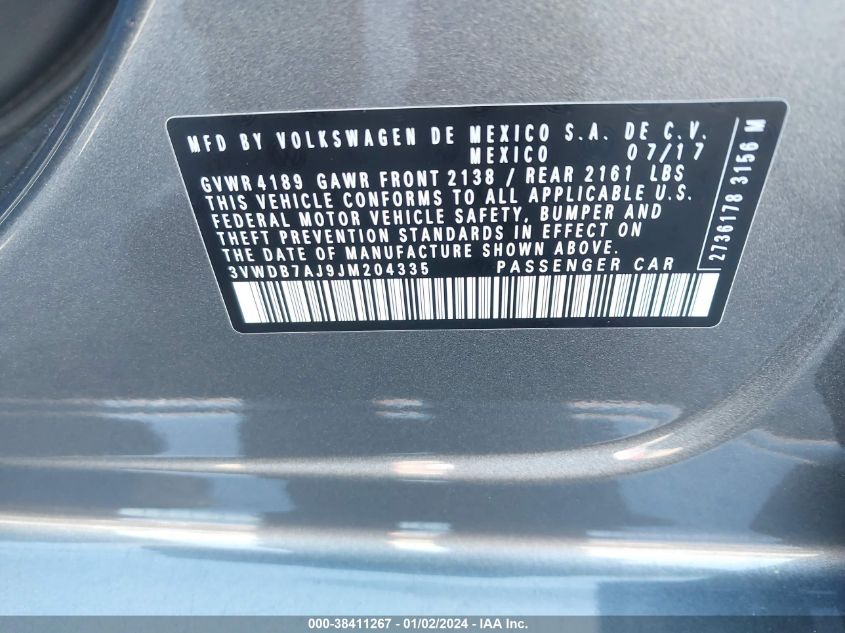 MFD BY VOLKSWAGEN DE MEXICO S.A. DE C.V.
MEXICO 07/17
GVWR 4189 GAWR FRONT 2138 / REAR 2161 LBS
THIS VEHICLE CONFORMS TO ALL APPLICABLE U.S.
FEDERAL MOTOR VEHICLE SAFETY, BUMPER AND
THEFT PREVENTION STANDARDS IN EFFECT ON
THE DATE OF MANUFACTURE SHOWN ABOVE.
3VWDB7AJ9JM204335 PASSENGER CAR
2736178 3156 M
000-38411267 - 01/02/2024 - IAA Inc.